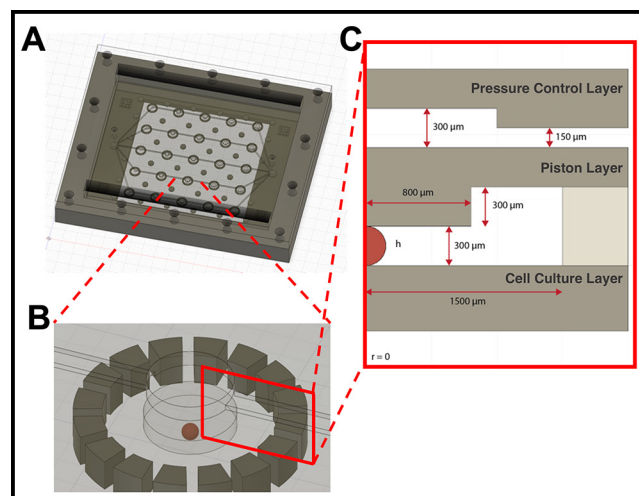 A
B
C
Pressure Control Layer
300 µm
150 µm
Piston Layer
800 µm
300 µm
h
300 µm
Cell Culture Layer
1500 µm
r = 0